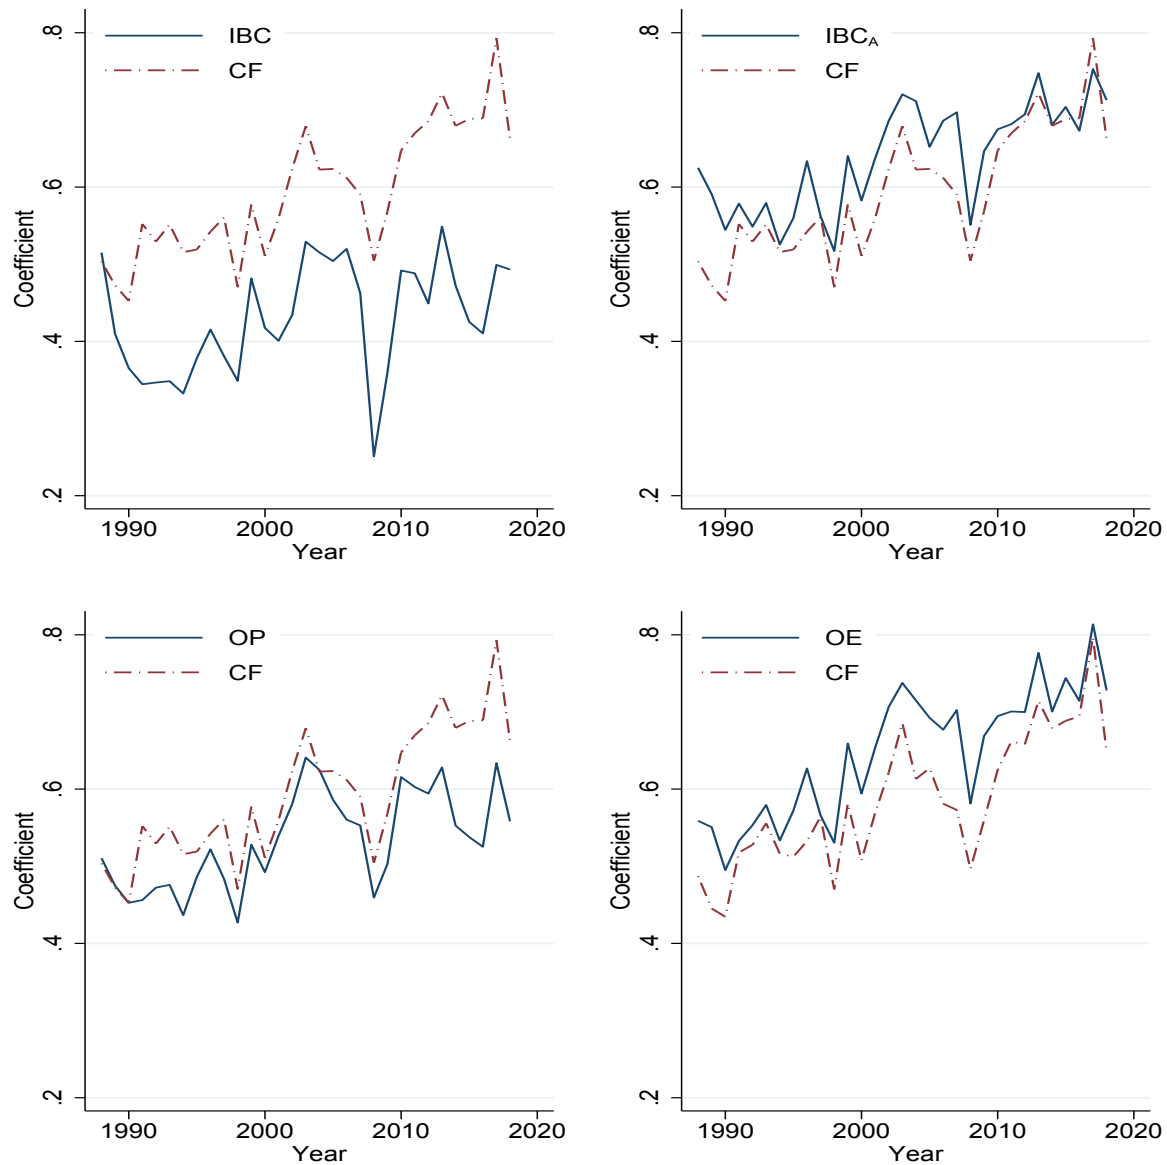 IBC
CF
.8
.6
.4
.2
Coefficient
1990 2000 2010 2020
Year
IBCA
CF
.8
.6
.4
.2
Coefficient
1990 2000 2010 2020
Year
OP
CF
.8
.6
.4
.2
Coefficient
1990 2000 2010 2020
Year
OE
CF
.8
.6
.4
.2
Coefficient
1990 2000 2010 2020
Year